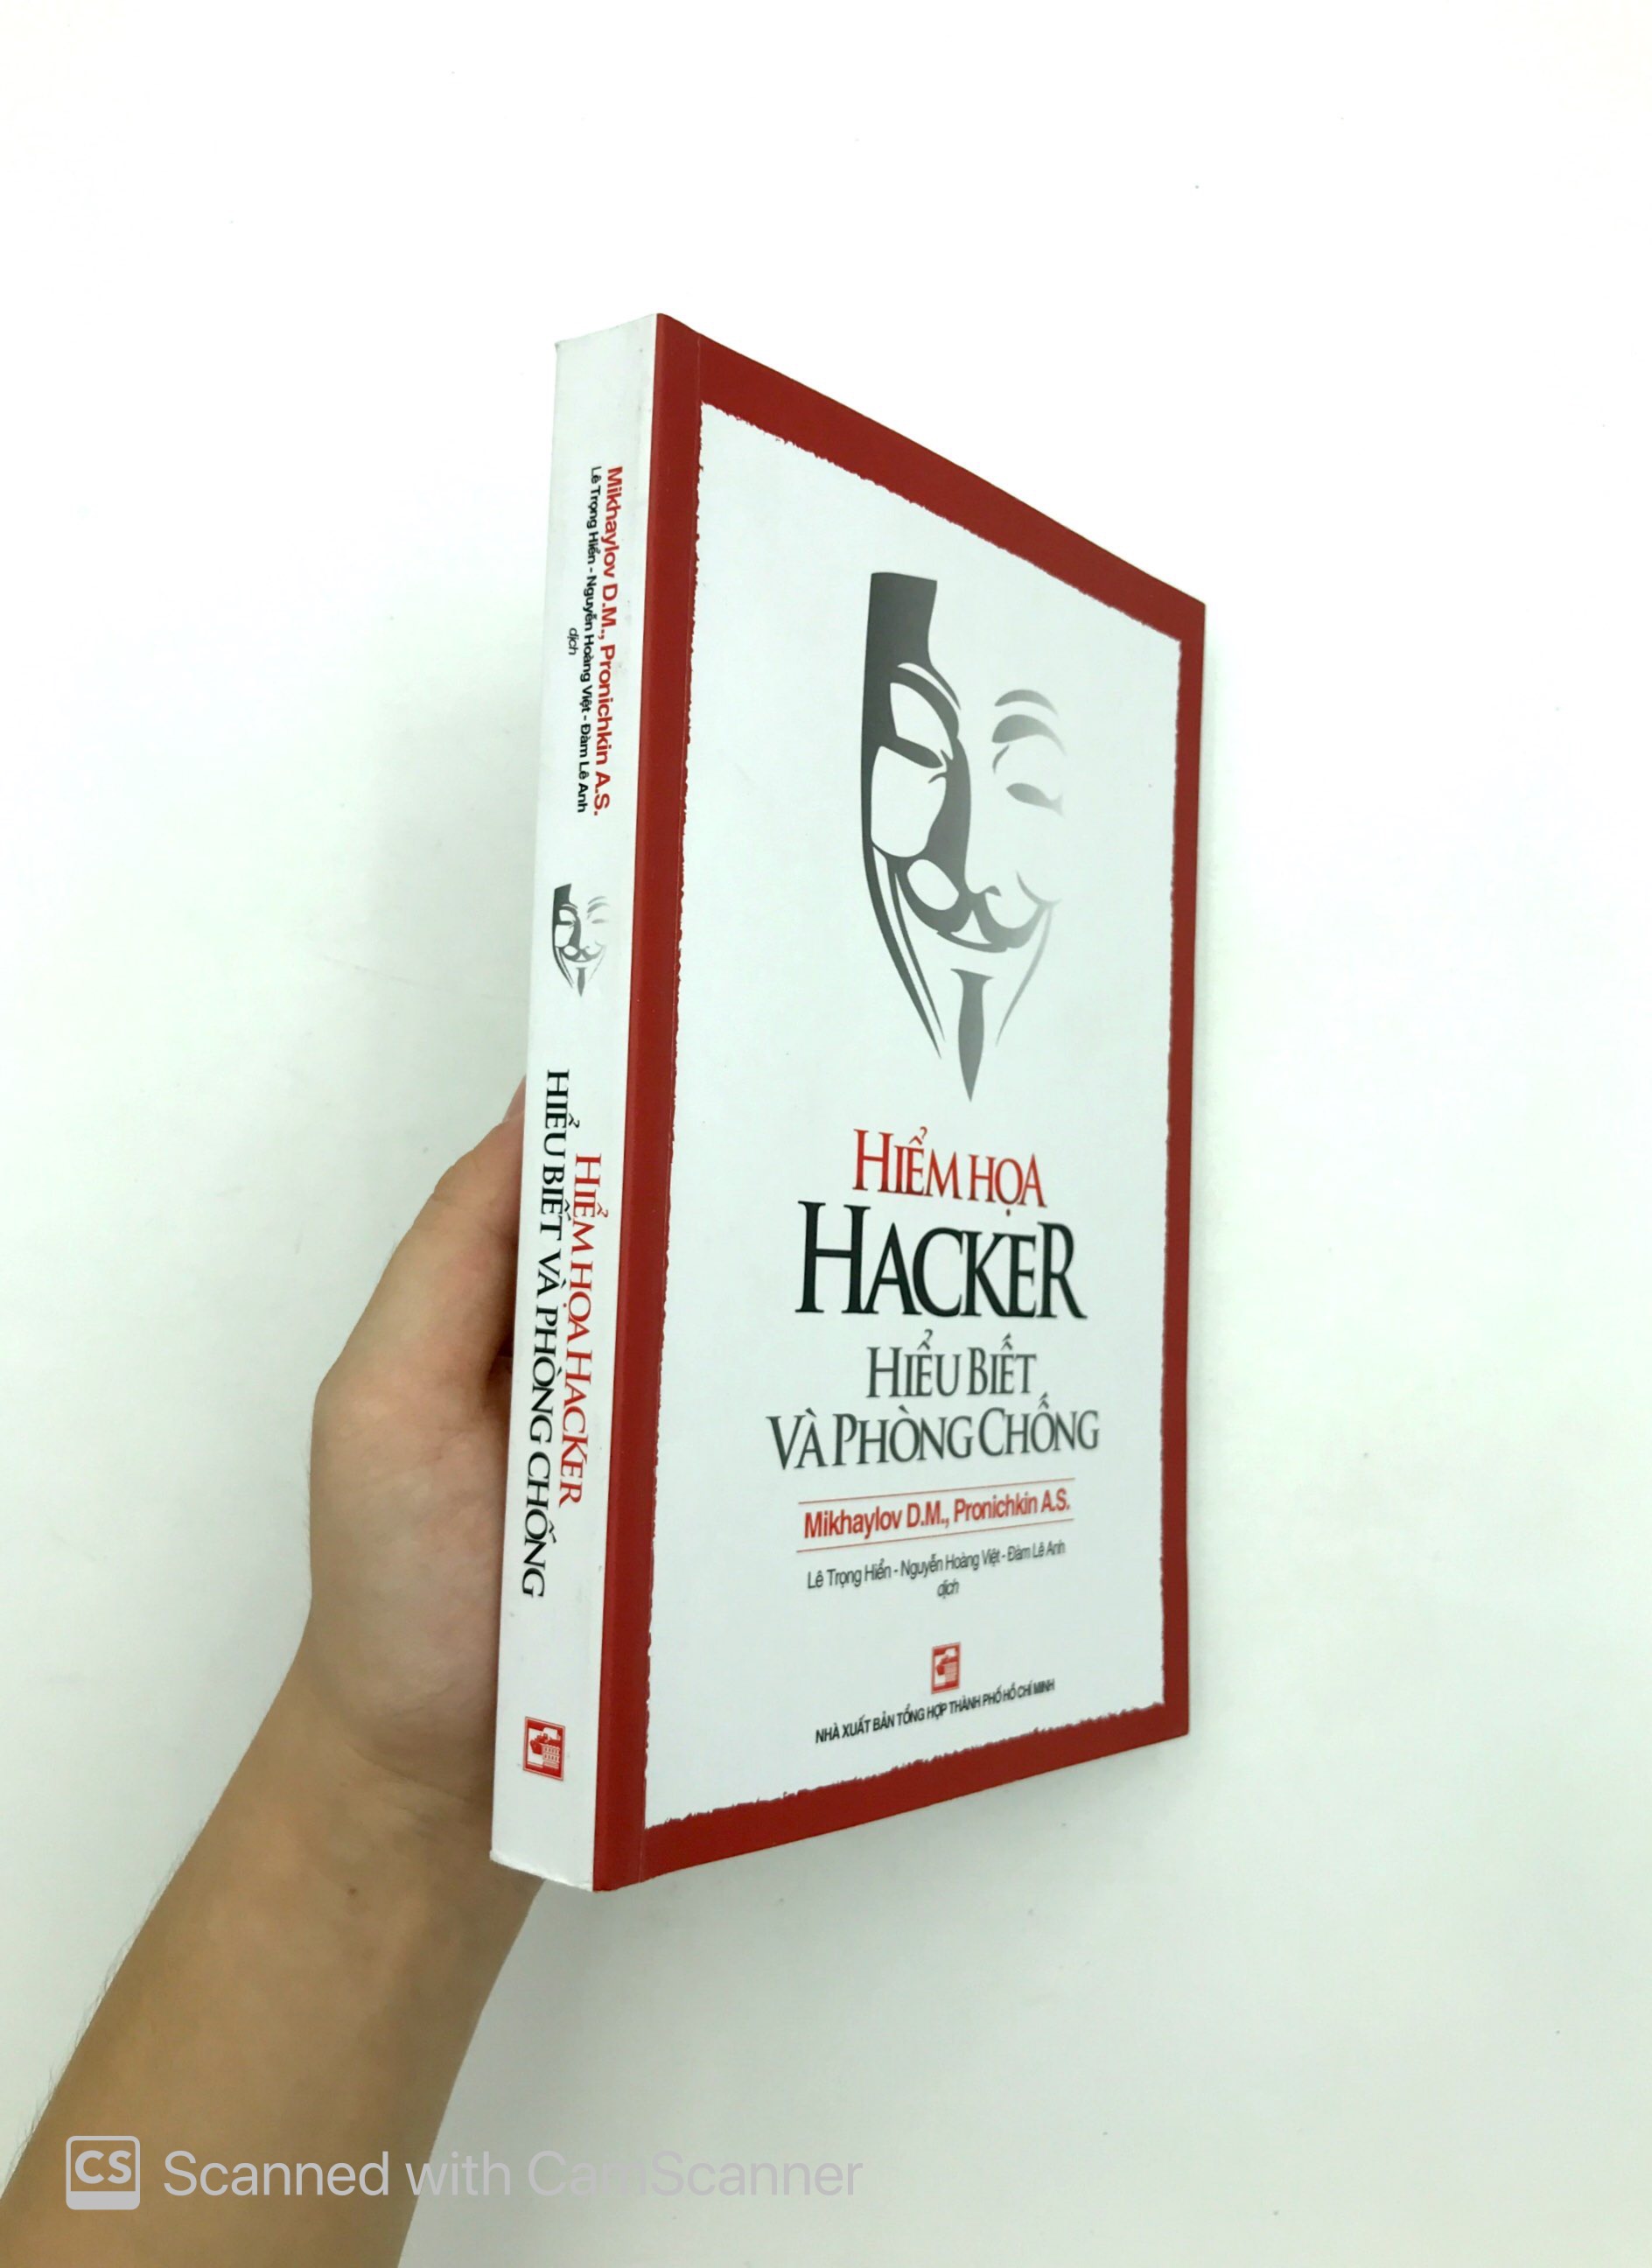 Mikhaylov D.M., Pronichkin A.S.
Lê Trọng Hiển - Nguyễn Hoàng Việt - Đàm Lê Anh
dịch
HIỂM HỌA HACKER
HIỂU BIẾT VÀ PHÒNG CHỐNG
HIỂM HỌA
HACKER
HIỂU BIẾT
VÀ PHÒNG CHỐNG
Mikhaylov D.M., Pronichkin A.S.
Lê Trọng Hiển - Nguyễn Hoàng Việt - Đàm Lê Anh
dịch
NHÀ XUẤT BẢN TỔNG HỢP THÀNH PHỐ HỒ CHÍ MINH
CS Scanned with CamScanner